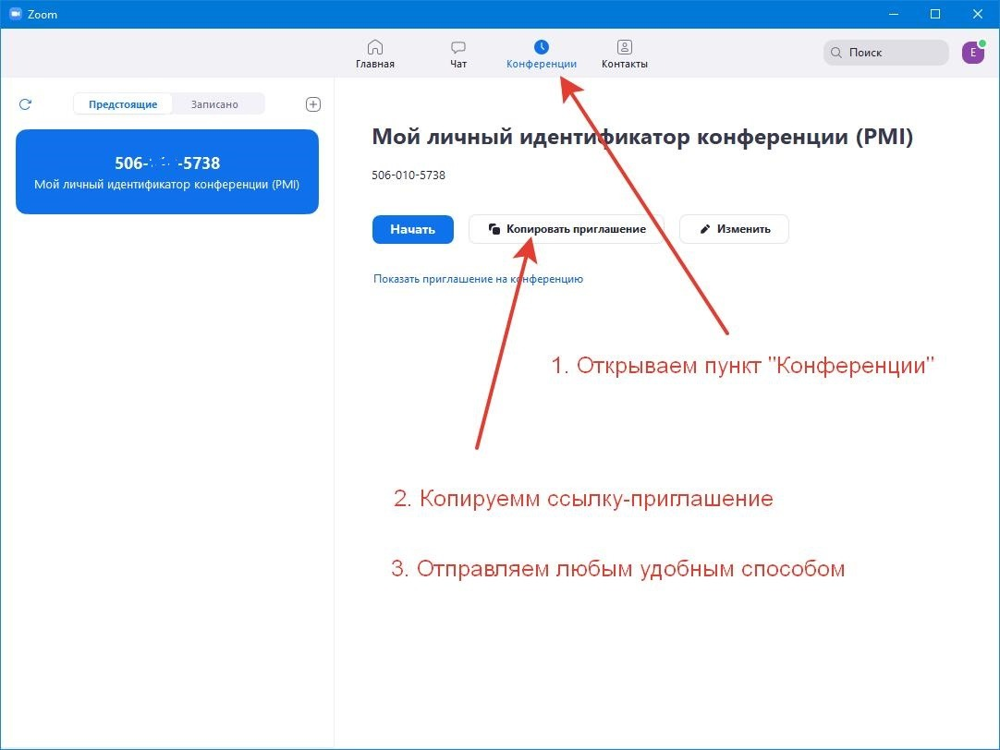 Zoom
Главная
Чат
Конференции
Контакты
Поиск
E
Предстоящие
Записано
506- -5738
Мой личный идентификатор конференции (PMI)
Мой личный идентификатор конференции (PMI)
506-010-5738
Начать
Копировать приглашение
Изменить
Показать приглашение на конференцию
1. Открываем пункт "Конференции"
2. Копируемм ссылку-приглашение
3. Отправляем любым удобным способом